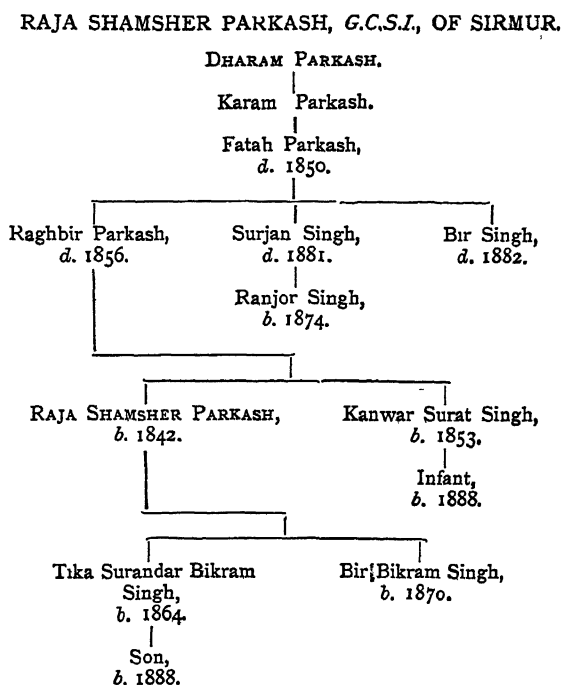 RAJA SHAMSHER PARKASH, G.C.S.I., OF SIRMUR.
DHARAM PARKASH.
Karam Parkash.
Fatah Parkash,
d. 1850.
Raghbir Parkash,
d. 1856.
Surjan Singh,
d. 1881.
Bir Singh,
d. 1882.
Ranjor Singh,
b. 1874.
RAJA SHAMSHER PARKASH,
b. 1842.
Kanwar Surat Singh,
b. 1853.
Infant,
b. 1888.
Tika Surandar Bikram
Singh,
b. 1864.
Bir Bikram Singh,
b. 1870.
Son,
b. 1888.